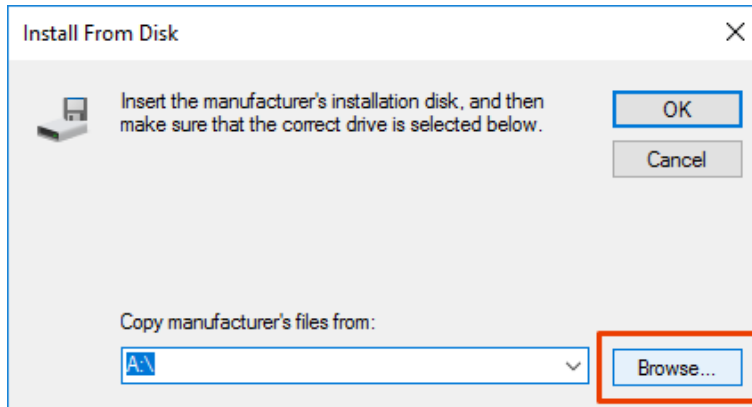 Install From Disk
Insert the manufacturer's installation disk, and then
make sure that the correct drive is selected below.
OK
Cancel
Copy manufacturer's files from:
A:\
Browse...